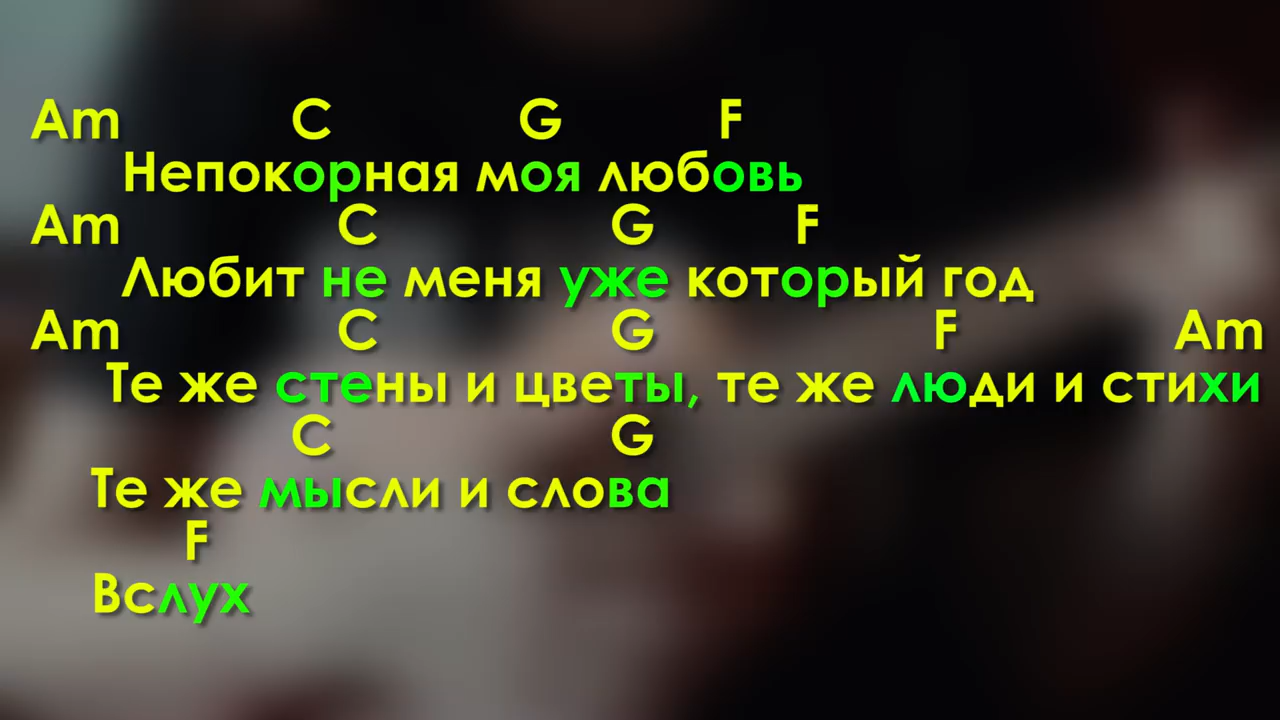 Am C G F
Непокорная моя любовь
Am C G F
Любит не меня уже который год
Am C G F Am
Те же стены и цветы, те же люди и стихи
C G
Те же мысли и слова
F
Вслух